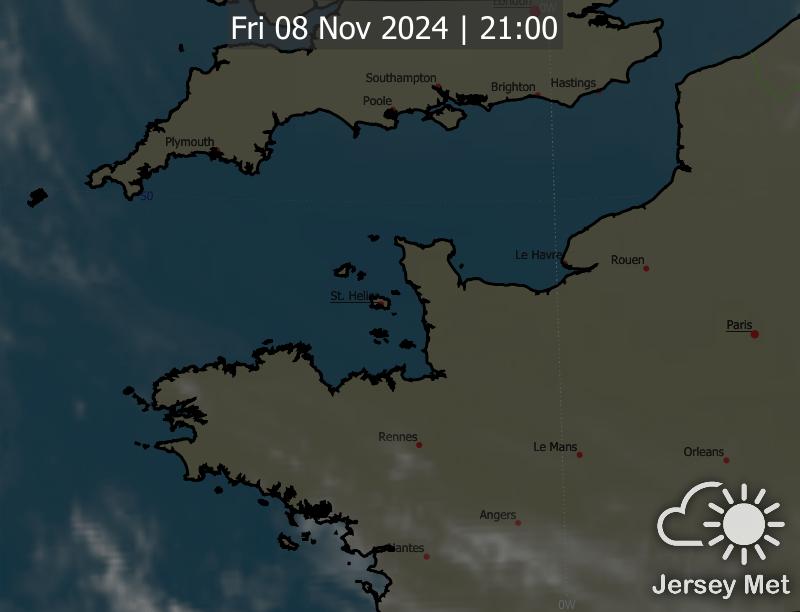 London
0W
Fri 08 Nov 2024 | 21:00
Southampton
Brighton
Hastings
Poole
Plymouth
50
Le Havre
Rouen
St. Helier
Paris
Rennes
Le Mans
Orleans
Angers
Nantes
Jersey Met
0W